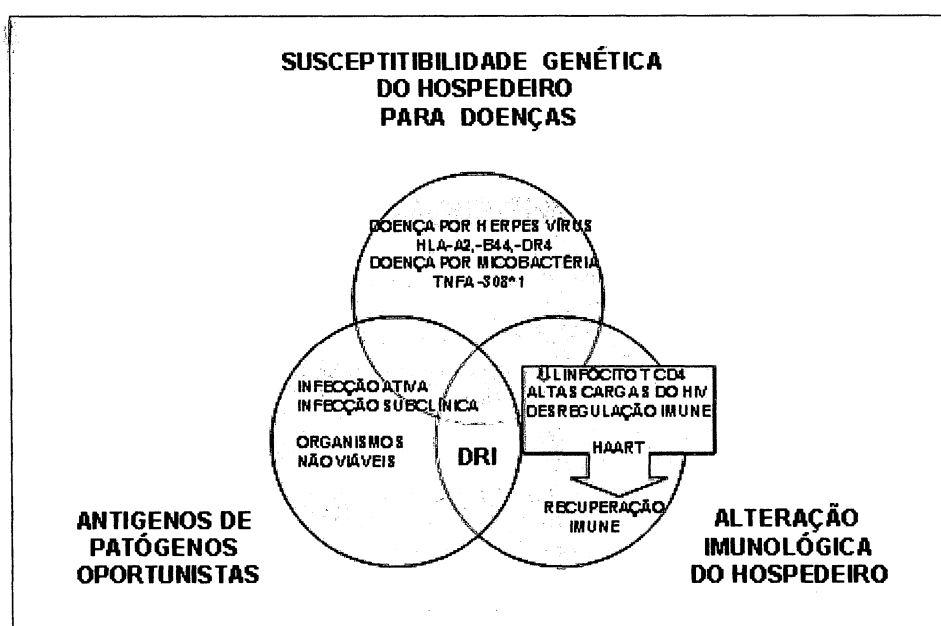 SUSCEPTITIBILIDADE GENÉTICA
DO HOSPEDEIRO
PARA DOENÇAS
DOENÇA POR HERPES VÍRUS
HLA-A2,-B44,-DR4
DOENÇA POR MICOBACTÉRIA
TNFA-308*1
INFECÇÃO ATIVA
INFECÇÃO SUBCLÍNICA
ORGANISMOS
NÃO VIÁVEIS
DRI
⇩LINFÓCITO T CD4
ALTAS CARGAS DO HIV
DESREGULAÇÃO IMUNE
HAART
RECUPERAÇÃO
IMUNE
ANTIGENOS DE
PATÓGENOS
OPORTUNISTAS
ALTERAÇÃO
IMUNOLÓGICA
DO HOSPEDEIRO